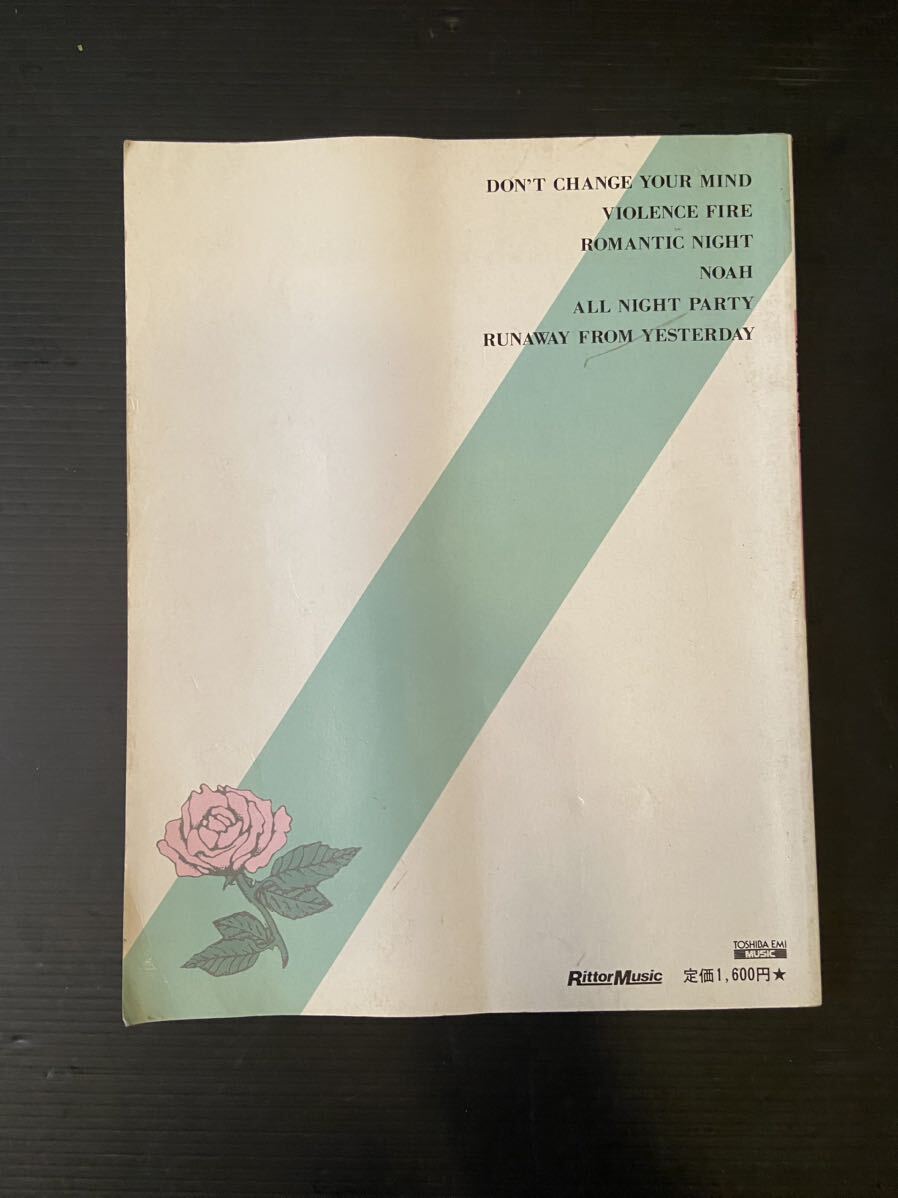 DON'T CHANGE YOUR MIND
VIOLENCE FIRE
ROMANTIC NIGHT
NOAH
ALL NIGHT PARTY
RUNAWAY FROM YESTERDAY
TOSHIBA EMI
MUSIC
RittorMusic 定価1,600円★